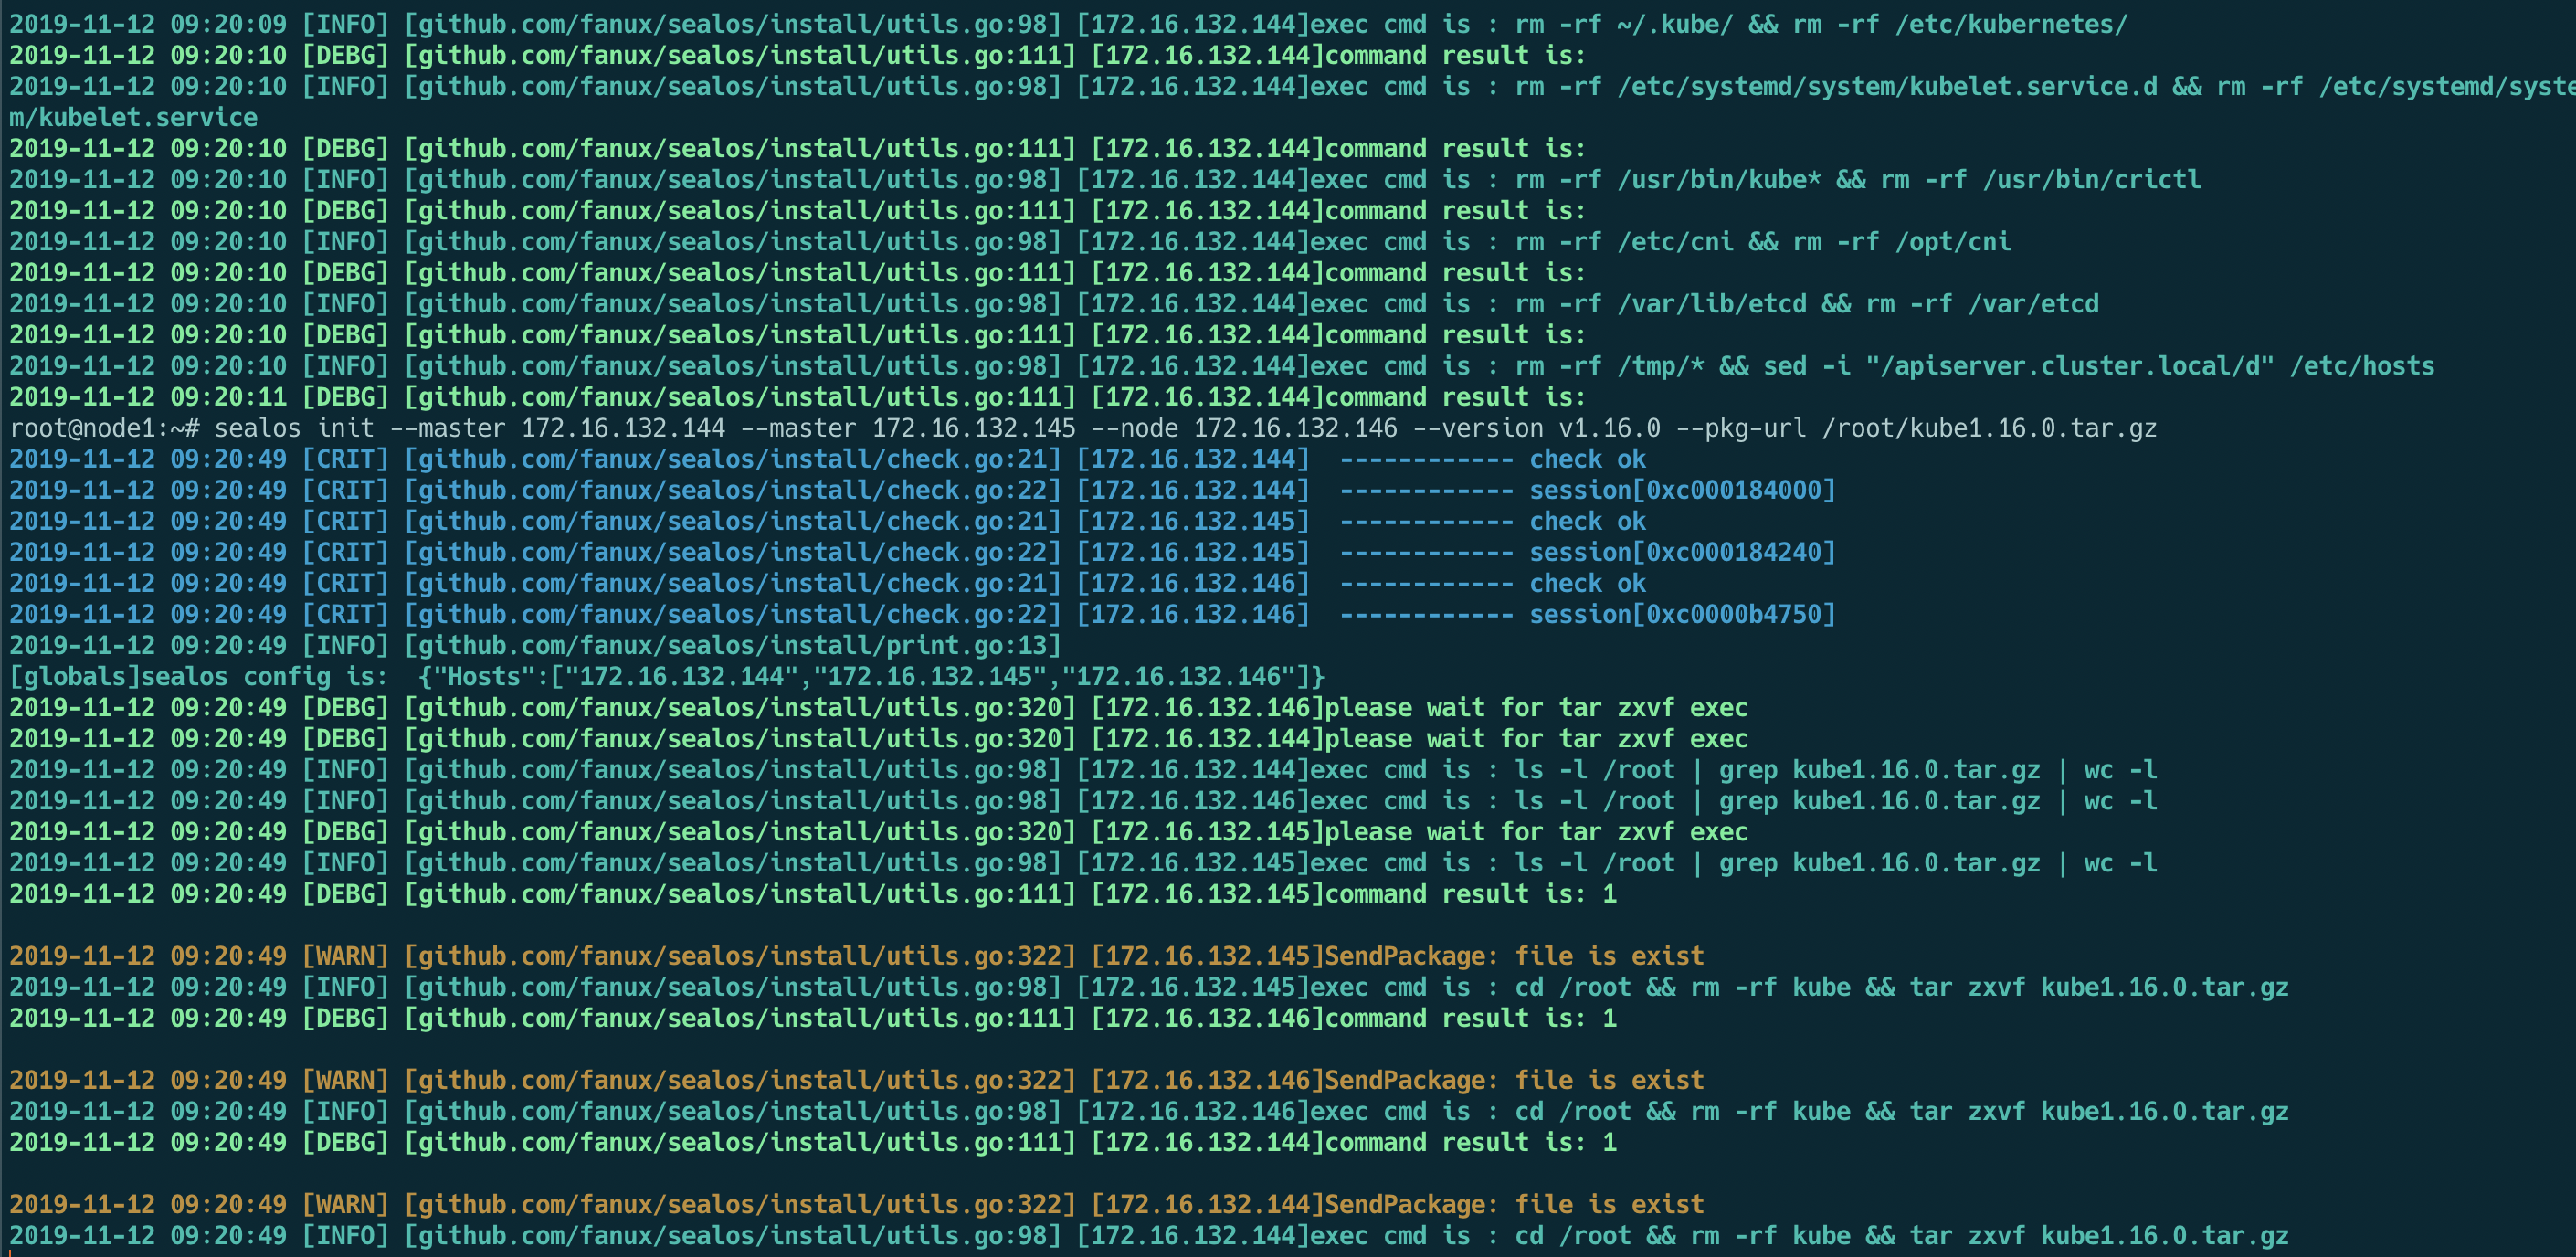 2019-11-12 09:20:09 [INFO] [github.com/fanux/sealos/install/utils.go:98] [172.16.132.144]exec cmd is : rm -rf ~/.kube/ && rm -rf /etc/kubernetes/
2019-11-12 09:20:10 [DEBG] [github.com/fanux/sealos/install/utils.go:111] [172.16.132.144]command result is:
2019-11-12 09:20:10 [INFO] [github.com/fanux/sealos/install/utils.go:98] [172.16.132.144]exec cmd is : rm -rf /etc/systemd/system/kubelet.service.d && rm -rf /etc/systemd/syste
m/kubelet.service
2019-11-12 09:20:10 [DEBG] [github.com/fanux/sealos/install/utils.go:111] [172.16.132.144]command result is:
2019-11-12 09:20:10 [INFO] [github.com/fanux/sealos/install/utils.go:98] [172.16.132.144]exec cmd is : rm -rf /usr/bin/kube* && rm -rf /usr/bin/crictl
2019-11-12 09:20:10 [DEBG] [github.com/fanux/sealos/install/utils.go:111] [172.16.132.144]command result is:
2019-11-12 09:20:10 [INFO] [github.com/fanux/sealos/install/utils.go:98] [172.16.132.144]exec cmd is : rm -rf /etc/cni && rm -rf /opt/cni
2019-11-12 09:20:10 [DEBG] [github.com/fanux/sealos/install/utils.go:111] [172.16.132.144]command result is:
2019-11-12 09:20:10 [INFO] [github.com/fanux/sealos/install/utils.go:98] [172.16.132.144]exec cmd is : rm -rf /var/lib/etcd && rm -rf /var/etcd
2019-11-12 09:20:10 [DEBG] [github.com/fanux/sealos/install/utils.go:111] [172.16.132.144]command result is:
2019-11-12 09:20:10 [INFO] [github.com/fanux/sealos/install/utils.go:98] [172.16.132.144]exec cmd is : rm -rf /tmp/* && sed -i "/apiserver.cluster.local/d" /etc/hosts
2019-11-12 09:20:11 [DEBG] [github.com/fanux/sealos/install/utils.go:111] [172.16.132.144]command result is:
root@node1:~# sealos init --master 172.16.132.144 --master 172.16.132.145 --node 172.16.132.146 --version v1.16.0 --pkg-url /root/kube1.16.0.tar.gz
2019-11-12 09:20:49 [CRIT] [github.com/fanux/sealos/install/check.go:21] [172.16.132.144]  ------------ check ok
2019-11-12 09:20:49 [CRIT] [github.com/fanux/sealos/install/check.go:22] [172.16.132.144]  ------------ session[0xc000184000]
2019-11-12 09:20:49 [CRIT] [github.com/fanux/sealos/install/check.go:21] [172.16.132.145]  ------------ check ok
2019-11-12 09:20:49 [CRIT] [github.com/fanux/sealos/install/check.go:22] [172.16.132.145]  ------------ session[0xc000184240]
2019-11-12 09:20:49 [CRIT] [github.com/fanux/sealos/install/check.go:21] [172.16.132.146]  ------------ check ok
2019-11-12 09:20:49 [CRIT] [github.com/fanux/sealos/install/check.go:22] [172.16.132.146]  ------------ session[0xc0000b4750]
2019-11-12 09:20:49 [INFO] [github.com/fanux/sealos/install/print.go:13]
[globals]sealos config is:  {"Hosts":["172.16.132.144","172.16.132.145","172.16.132.146"]}
2019-11-12 09:20:49 [DEBG] [github.com/fanux/sealos/install/utils.go:320] [172.16.132.146]please wait for tar zxvf exec
2019-11-12 09:20:49 [DEBG] [github.com/fanux/sealos/install/utils.go:320] [172.16.132.144]please wait for tar zxvf exec
2019-11-12 09:20:49 [INFO] [github.com/fanux/sealos/install/utils.go:98] [172.16.132.144]exec cmd is : ls -l /root | grep kube1.16.0.tar.gz | wc -l
2019-11-12 09:20:49 [INFO] [github.com/fanux/sealos/install/utils.go:98] [172.16.132.146]exec cmd is : ls -l /root | grep kube1.16.0.tar.gz | wc -l
2019-11-12 09:20:49 [DEBG] [github.com/fanux/sealos/install/utils.go:320] [172.16.132.145]please wait for tar zxvf exec
2019-11-12 09:20:49 [INFO] [github.com/fanux/sealos/install/utils.go:98] [172.16.132.145]exec cmd is : ls -l /root | grep kube1.16.0.tar.gz | wc -l
2019-11-12 09:20:49 [DEBG] [github.com/fanux/sealos/install/utils.go:111] [172.16.132.145]command result is: 1
2019-11-12 09:20:49 [WARN] [github.com/fanux/sealos/install/utils.go:322] [172.16.132.145]SendPackage: file is exist
2019-11-12 09:20:49 [INFO] [github.com/fanux/sealos/install/utils.go:98] [172.16.132.145]exec cmd is : cd /root && rm -rf kube && tar zxvf kube1.16.0.tar.gz
2019-11-12 09:20:49 [DEBG] [github.com/fanux/sealos/install/utils.go:111] [172.16.132.146]command result is: 1
2019-11-12 09:20:49 [WARN] [github.com/fanux/sealos/install/utils.go:322] [172.16.132.146]SendPackage: file is exist
2019-11-12 09:20:49 [INFO] [github.com/fanux/sealos/install/utils.go:98] [172.16.132.146]exec cmd is : cd /root && rm -rf kube && tar zxvf kube1.16.0.tar.gz
2019-11-12 09:20:49 [DEBG] [github.com/fanux/sealos/install/utils.go:111] [172.16.132.144]command result is: 1
2019-11-12 09:20:49 [WARN] [github.com/fanux/sealos/install/utils.go:322] [172.16.132.144]SendPackage: file is exist
2019-11-12 09:20:49 [INFO] [github.com/fanux/sealos/install/utils.go:98] [172.16.132.144]exec cmd is : cd /root && rm -rf kube && tar zxvf kube1.16.0.tar.gz